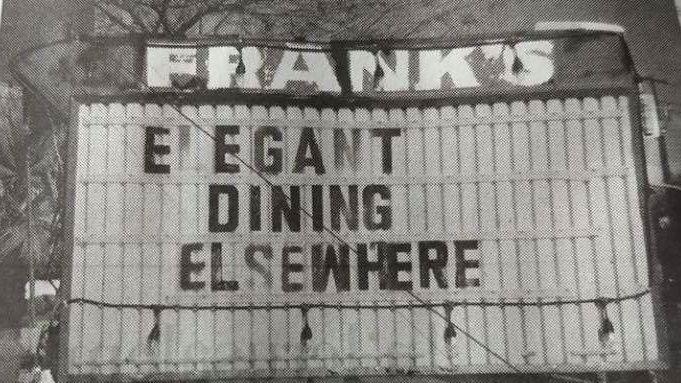 FRANK'S
ELEGANT
DINING
ELSEWHERE